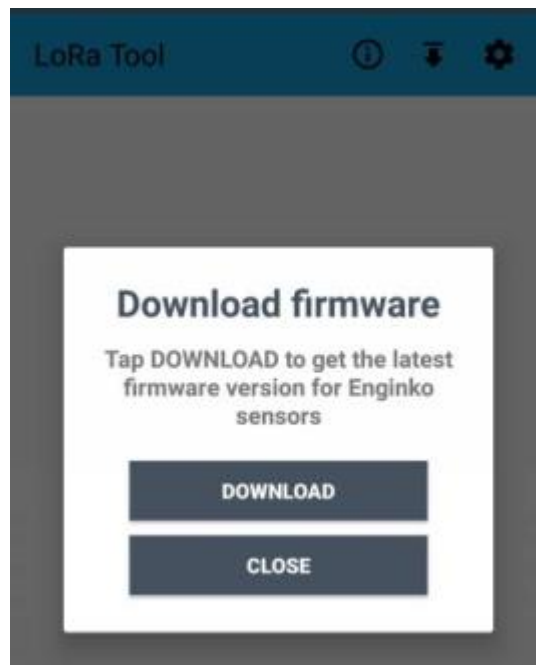 LoRa Tool
Download firmware
Tap DOWNLOAD to get the latest
firmware version for Enginko
sensors
DOWNLOAD
CLOSE